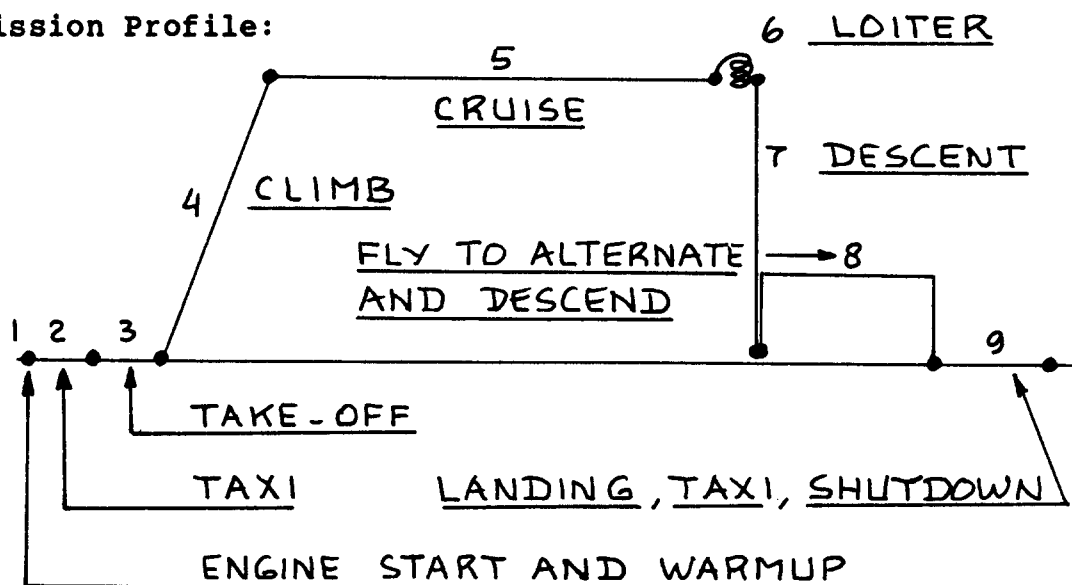 ission Profile:
6 LOITER
5
CRUISE
7 DESCENT
4 CLIMB
FLY TO ALTERNATE 8
AND DESCEND
1 2 3
9
TAKE-OFF
TAXI
LANDING, TAXI, SHUTDOWN
ENGINE START AND WARMUP